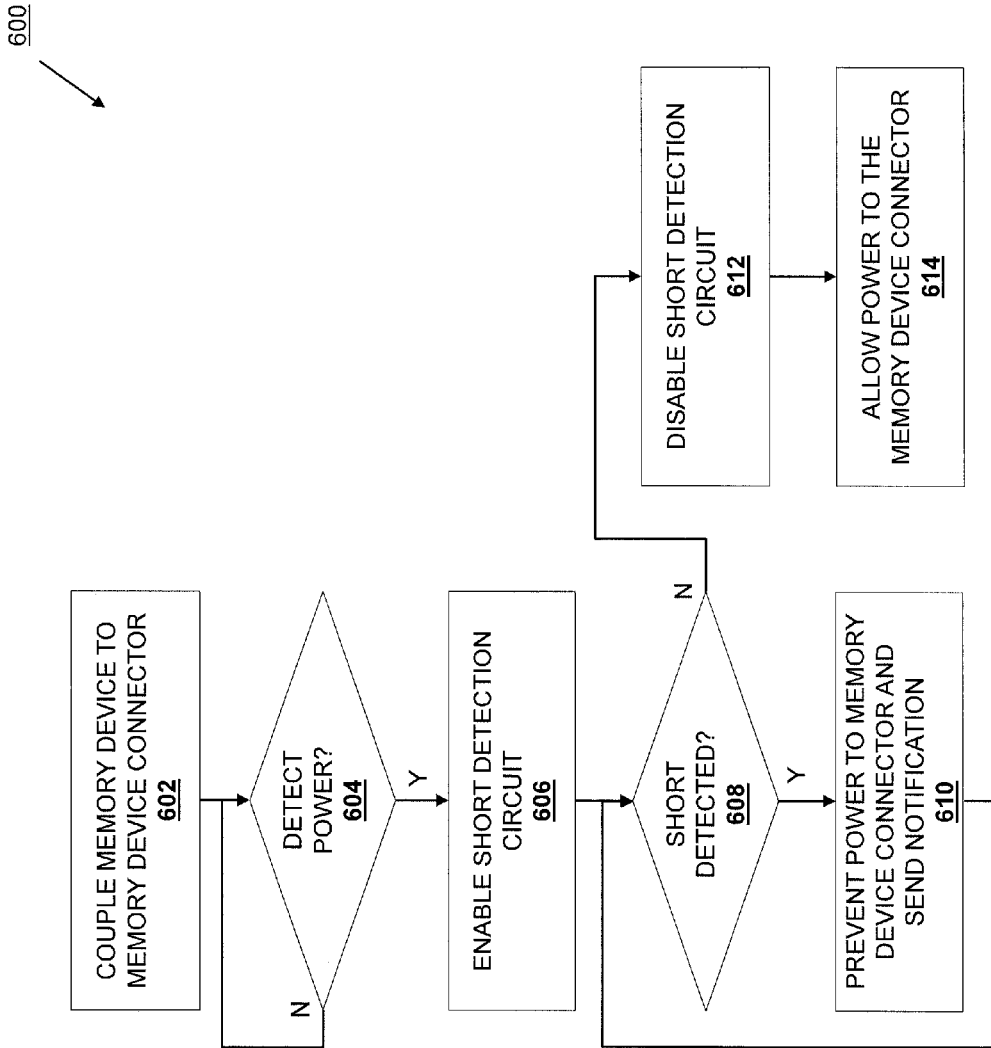 600
COUPLE MEMORY DEVICE TO
MEMORY DEVICE CONNECTOR
602
DETECT
POWER?
604
N
Y
ENABLE SHORT DETECTION
CIRCUIT
606
SHORT
DETECTED?
608
N
Y
PREVENT POWER TO MEMORY
DEVICE CONNECTOR AND
SEND NOTIFICATION
610
DISABLE SHORT DETECTION
CIRCUIT
612
ALLOW POWER TO THE
MEMORY DEVICE CONNECTOR
614